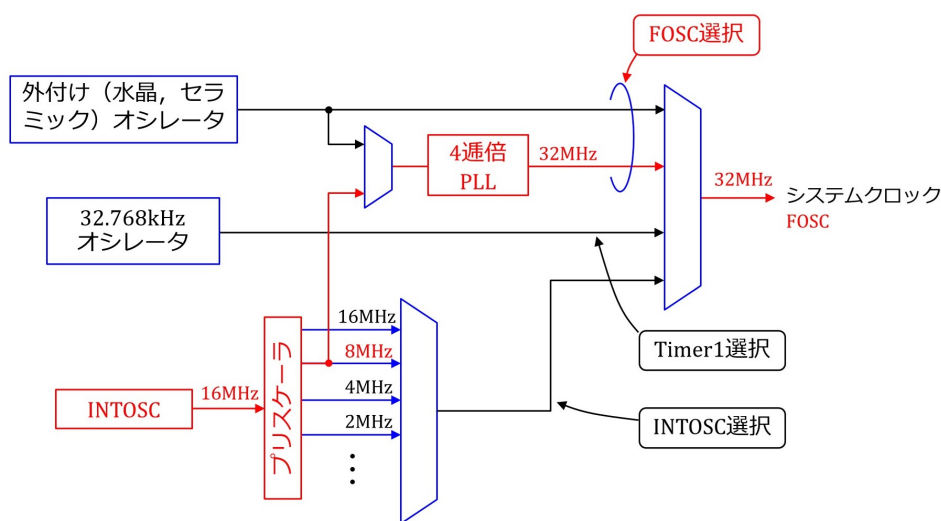 FOSC選択
外付け（水晶，セラ
ミック）オシレータ
4逓倍
PLL
32MHz
32MHz
システムクロック
FOSC
32.768kHz
オシレータ
16MHz
8MHz
4MHz
2MHz
Timer1選択
INTOSC
16MHz
プリスケーラ
INTOSC選択